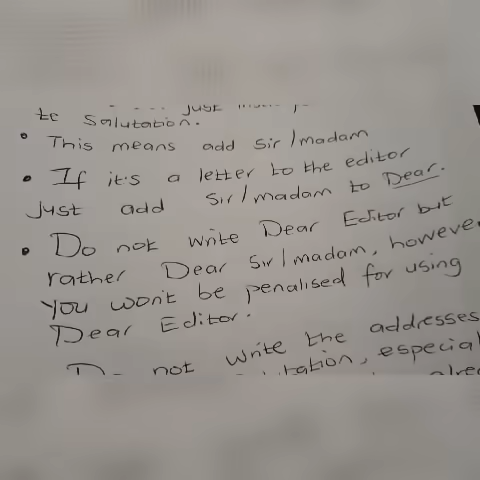 to Salutation.
• This means add sir/madam
• If it's a letter to the editor
Just add sir/madam to Dear.
• Do not write Dear Editor but
rather Dear Sir/madam, however
You won't be penalised for using
Dear Editor.
not write the addresses